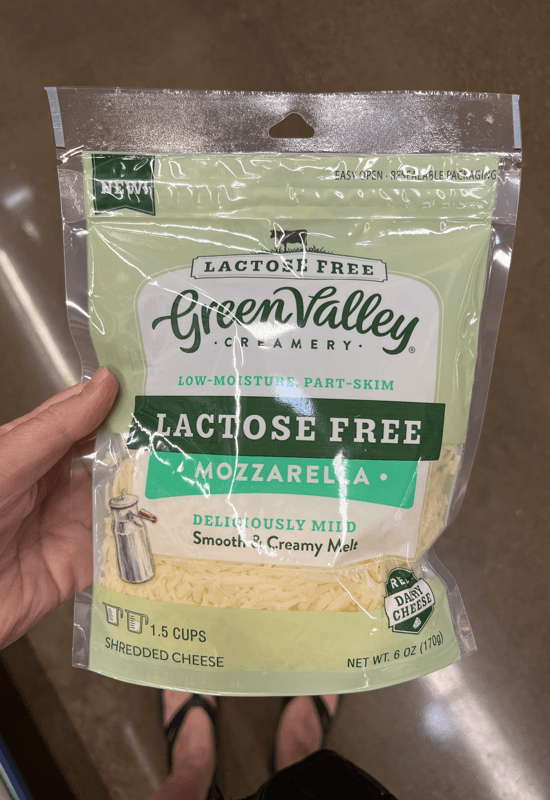 NEW!
EASY OPEN · RESEALABLE PACKAGING
LACTOSE FREE
Green Valley
·CREAMERY·®
LOW-MOISTURE, PART-SKIM
LACTOSE FREE
MOZZARELLA •
DELICIOUSLY MILD
Smooth & Creamy Melt
REAL
DAIRY
CHEESE
1.5 CUPS
SHREDDED CHEESE
NET WT. 6 OZ (170g)